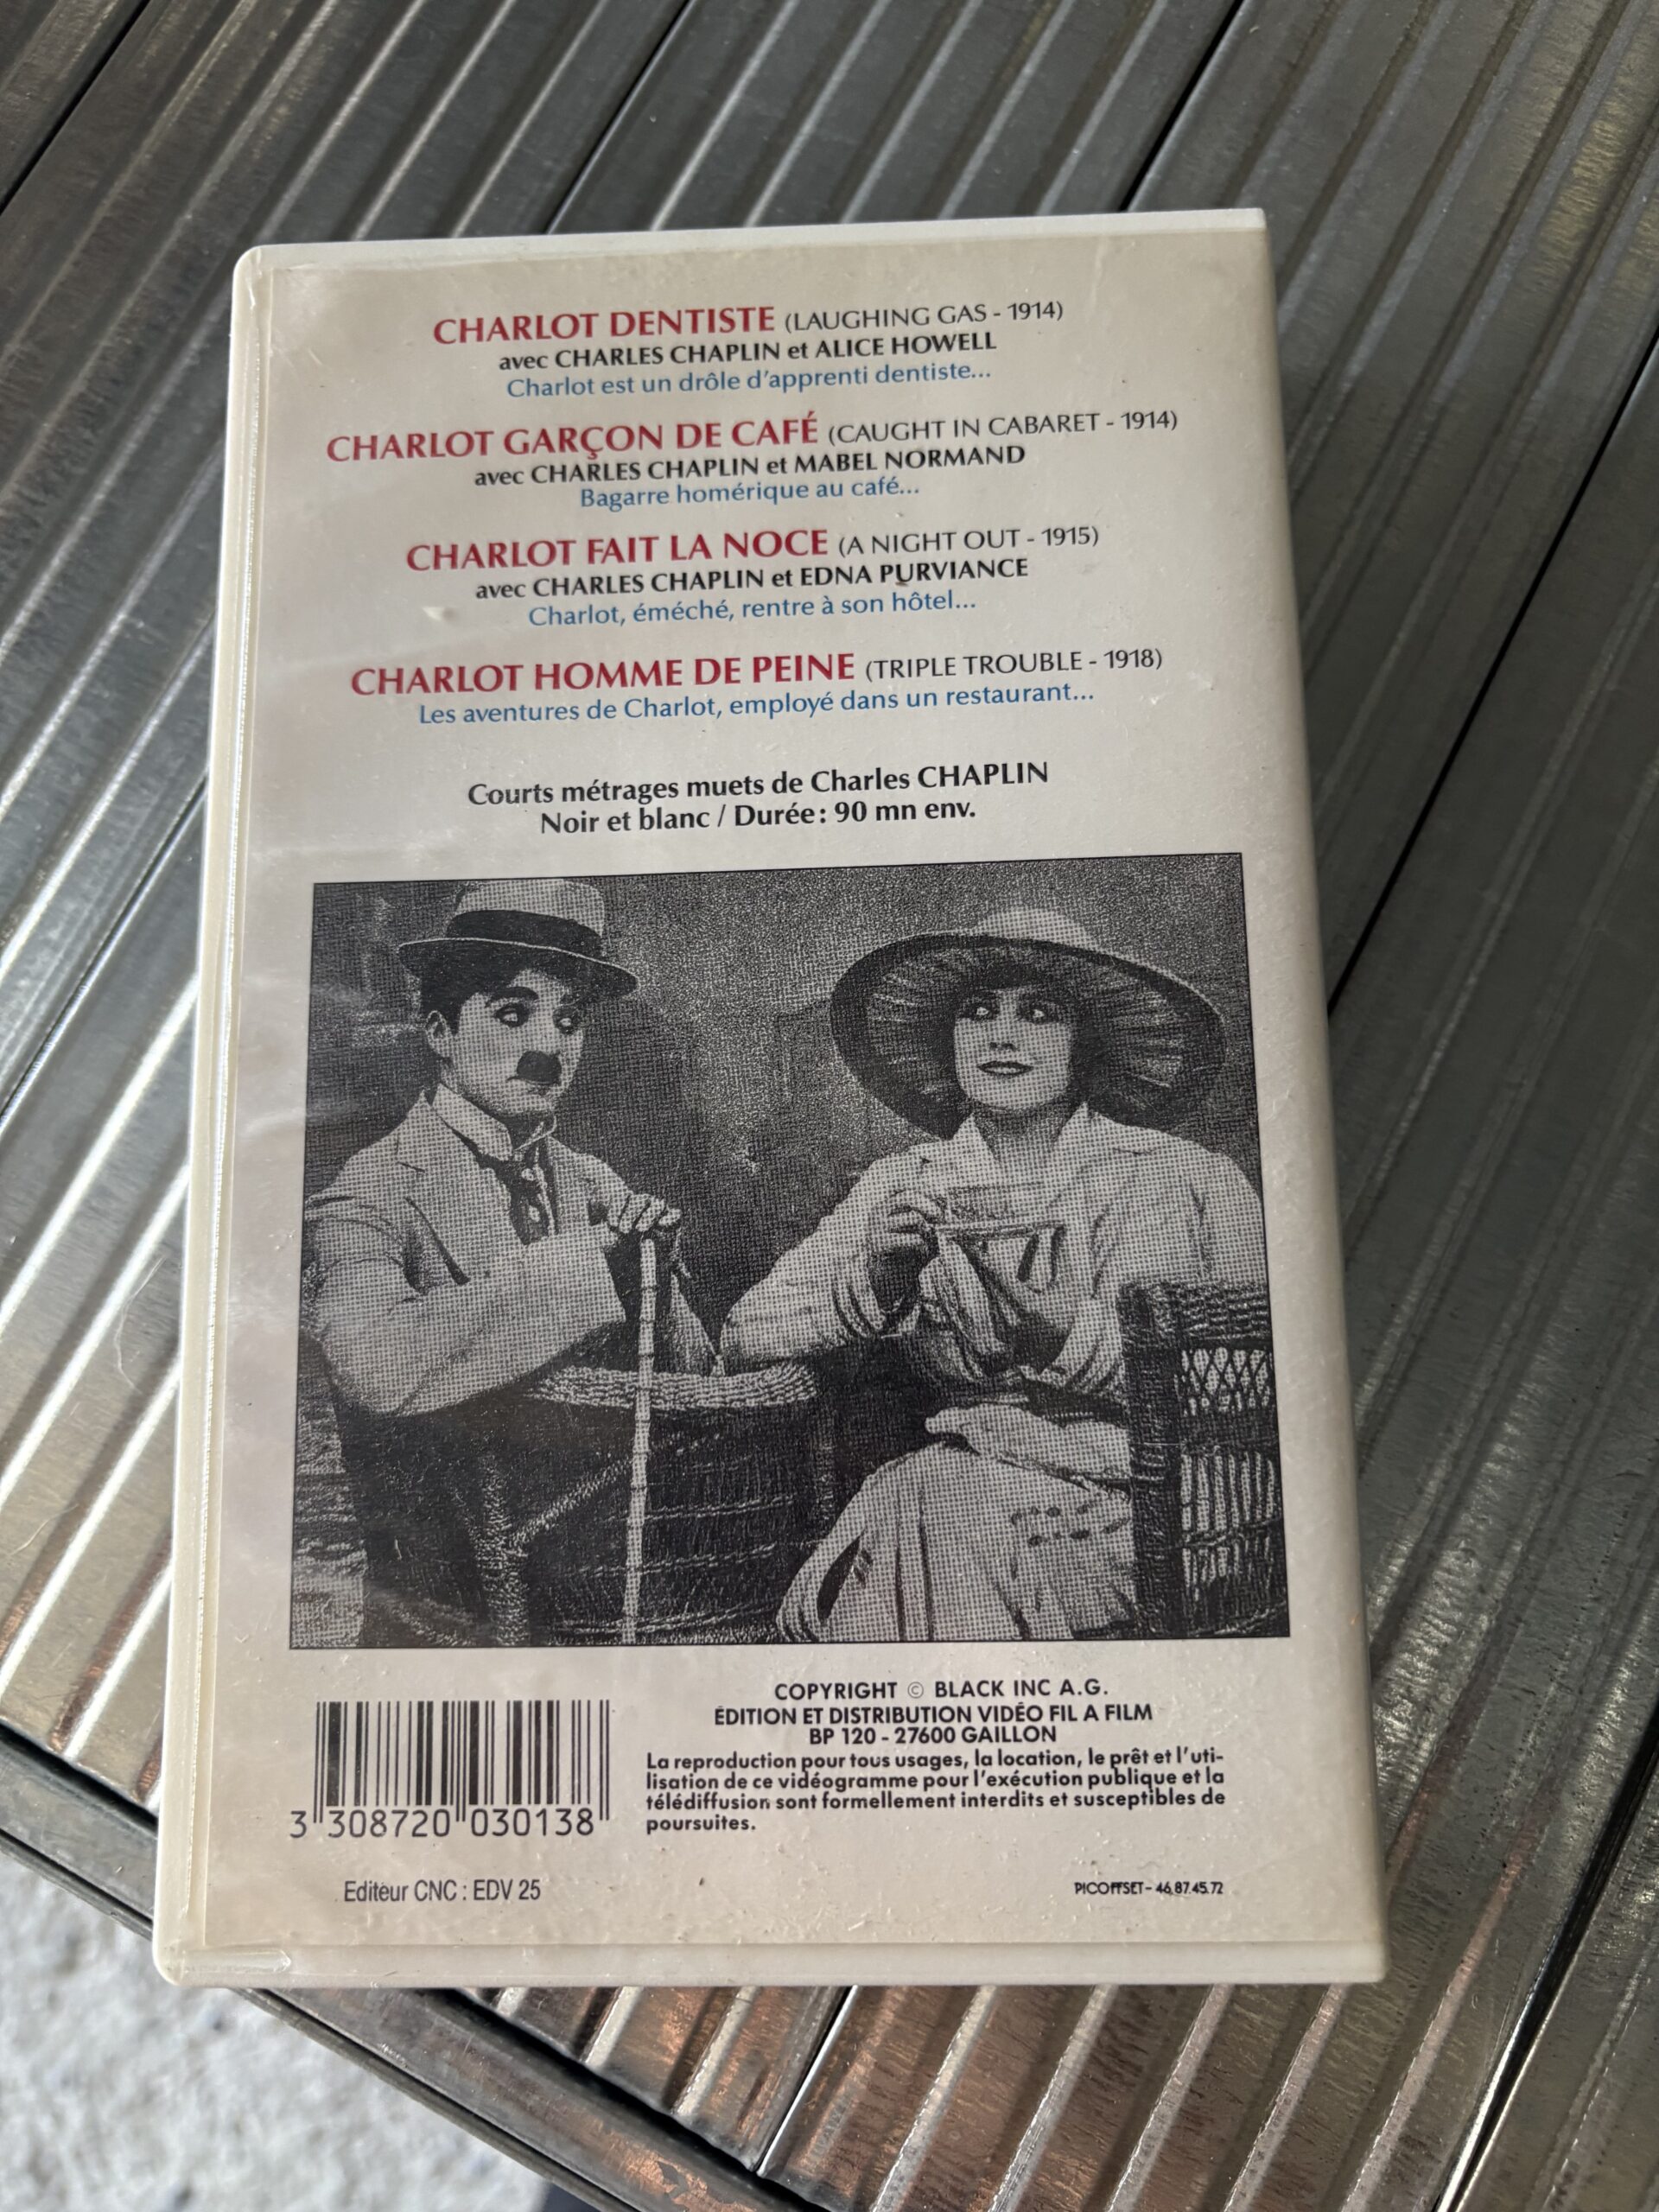 CHARLOT DENTISTE (LAUGHING GAS - 1914)
avec CHARLES CHAPLIN et ALICE HOWELL
Charlot est un drôle d'apprenti dentiste...
CHARLOT GARÇON DE CAFÉ (CAUGHT IN CABARET - 1914)
avec CHARLES CHAPLIN et MABEL NORMAND
Bagarre homérique au café...
CHARLOT FAIT LA NOCE (A NIGHT OUT - 1915)
avec CHARLES CHAPLIN et EDNA PURVIANCE
Charlot, éméché, rentre à son hôtel...
CHARLOT HOMME DE PEINE (TRIPLE TROUBLE - 1918)
Les aventures de Charlot, employé dans un restaurant...
Courts métrages muets de Charles CHAPLIN
Noir et blanc / Durée : 90 mn env.
COPYRIGHT © BLACK INC A.G.
ÉDITION ET DISTRIBUTION VIDÉO FIL A FILM
BP 120 - 27600 GAILLON
La reproduction pour tous usages, la location, le prêt et l'uti-
lisation de ce vidéogramme pour l'exécution publique et la
télédiffusion sont formellement interdits et susceptibles de
poursuites.
3 308720 030138
Editeur CNC : EDV 25
PICOFFSET - 46.87.45.72